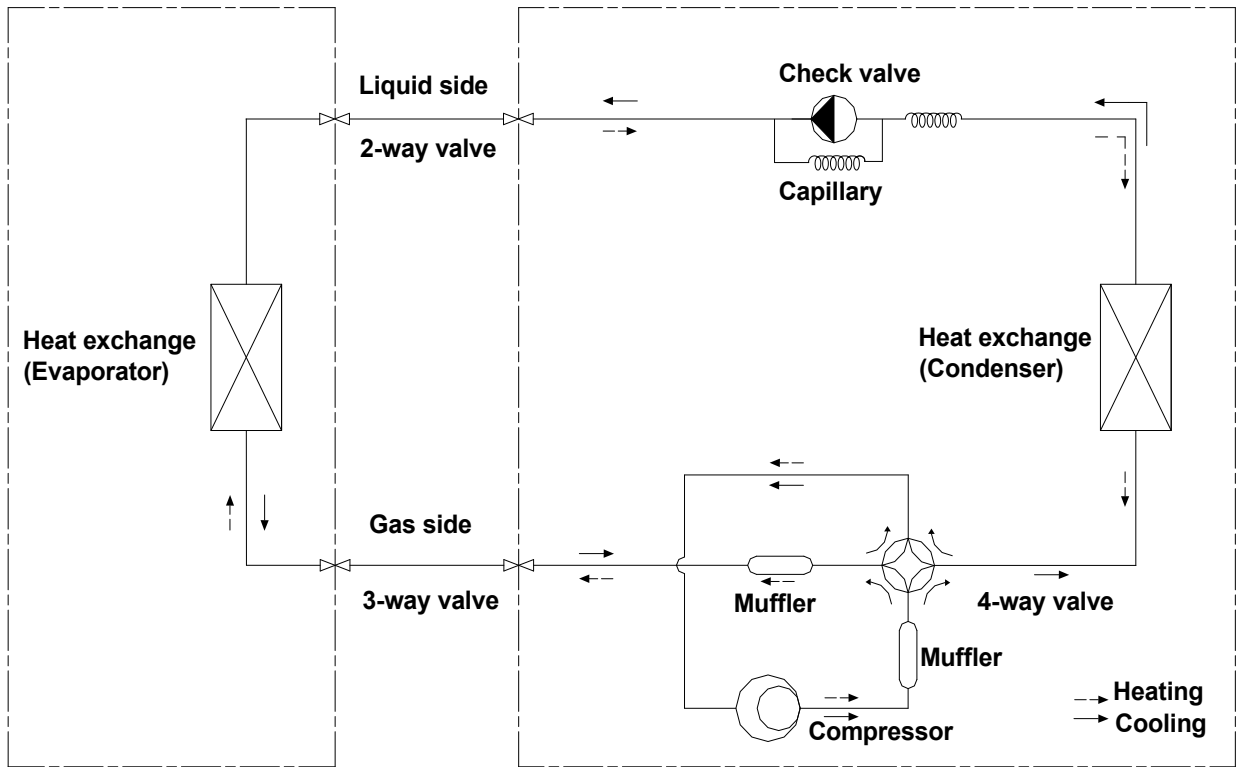 Check valve
Liquid side
2-way valve
Capillary
Heat exchange
(Evaporator)
Heat exchange
(Condenser)
Gas side
3-way valve
Muffler
4-way valve
Muffler
Compressor
Heating
Cooling